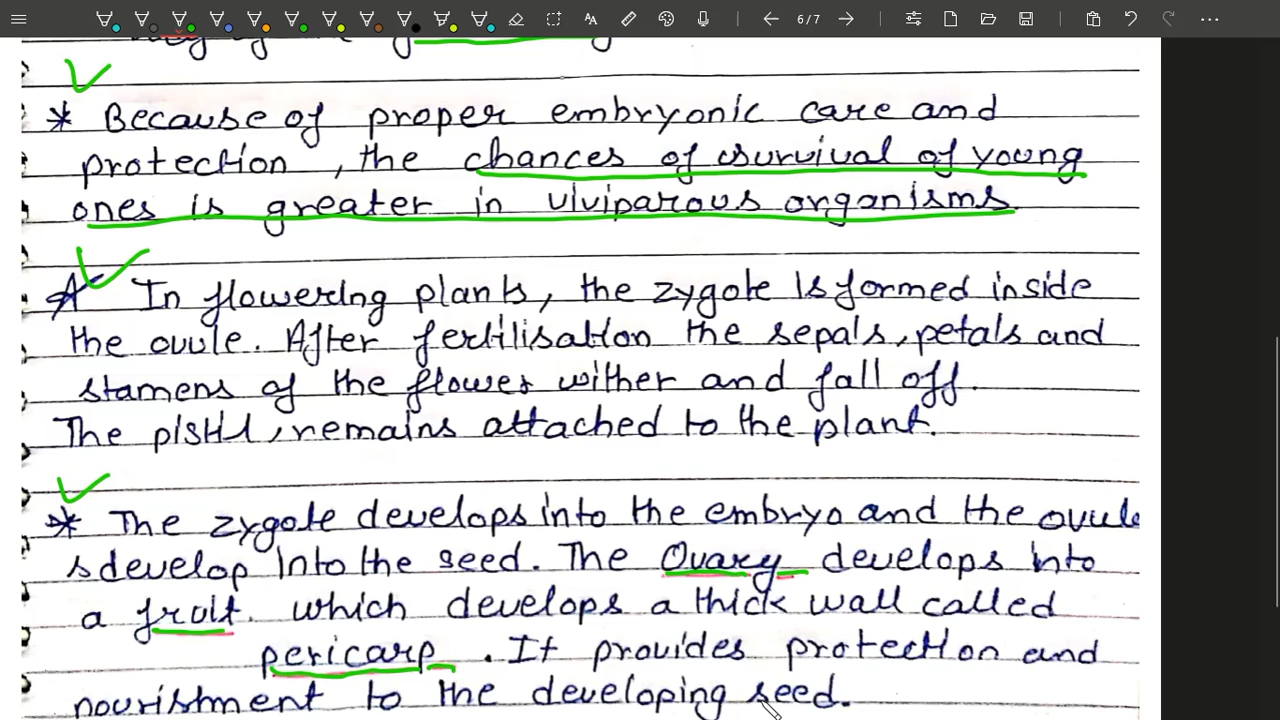 6/7
* Because of proper embryonic care and
protection, the chances of survival of young
ones is greater in viviparous organisms.
* In flowering plants, the zygote is formed inside
the ovule. After fertilisation the sepals, petals and
stamens of the flower wither and fall off.
The pistil, remains attached to the plant.
* The zygote develops into the embryo and the ovule
s develop into the seed. The Ovary develops into
a fruit. which develops a thick wall called
pericarp. It provides protection and
nouristment to the developing seed.